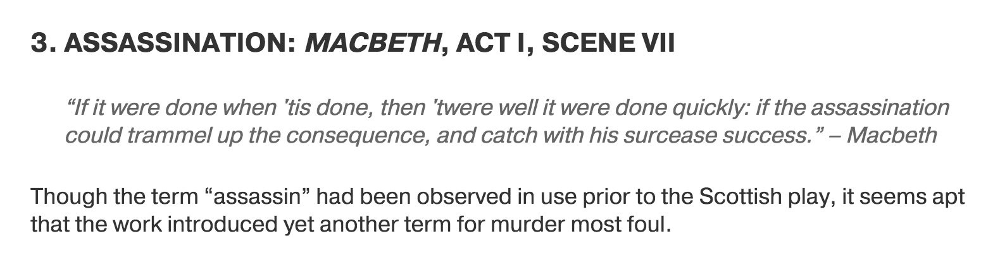 3. ASSASSINATION: MACBETH, ACT I, SCENE VII
“If it were done when 'tis done, then 'twere well it were done quickly: if the assassination
could trammel up the consequence, and catch with his surcease success.” – Macbeth
Though the term “assassin” had been observed in use prior to the Scottish play, it seems apt
that the work introduced yet another term for murder most foul.